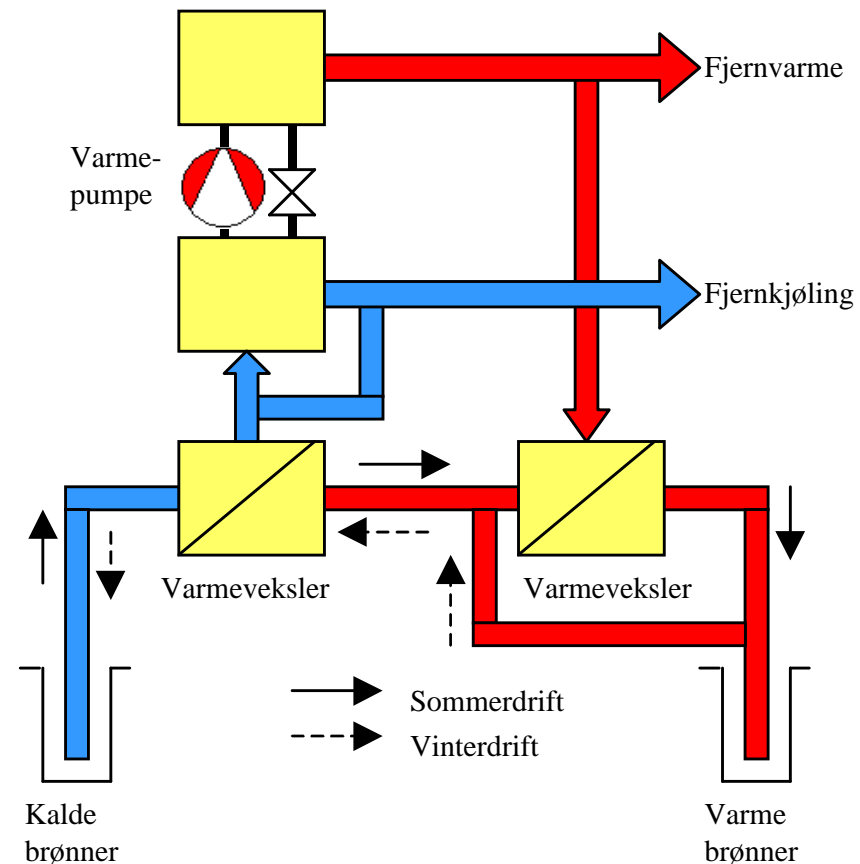 Fjernvarme
Varme-
pumpe
Fjernkjøling
Varmeveksler
Varmeveksler
Sommerdrift
Vinterdrift
Kalde
brønner
Varme
brønner